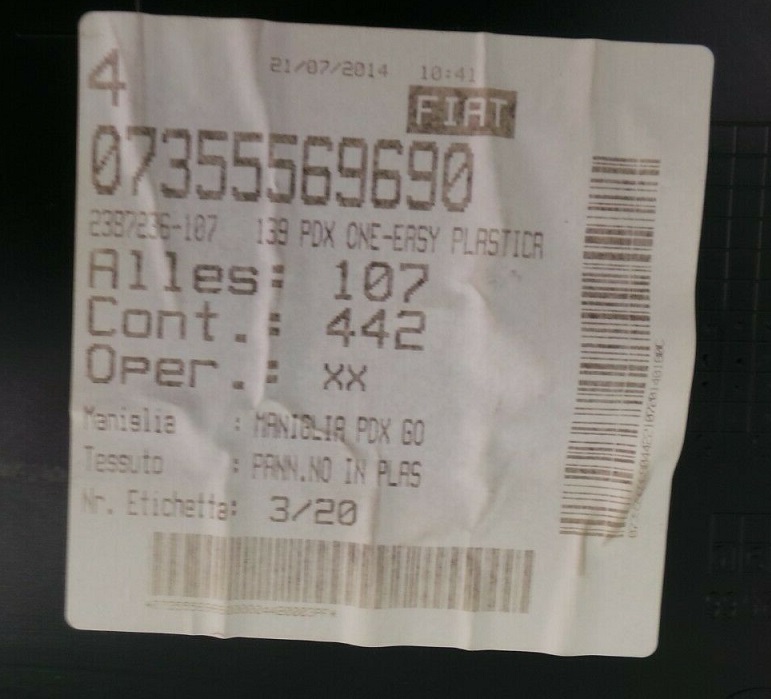 4
21/07/2014 10:41
FIAT
07355569690
2387236-107 139 PDX ONE-EASY PLASTICA
Alles: 107
Cont.: 442
Oper.: XX
Maniglia : MANIGLIA PDX GO
Tessuto : PANN.NO IN PLAS
Nr. Etichetta: 3/20